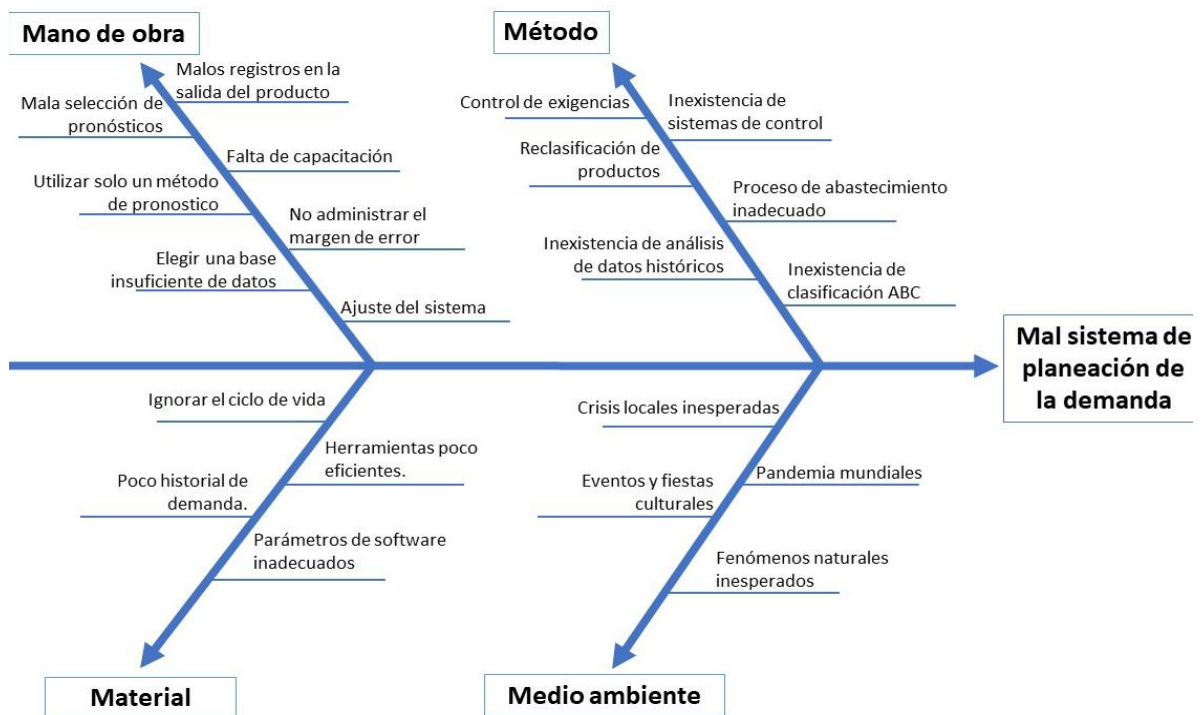 Mano de obra
Malos registros en la
salida del producto
Mala selección de
pronósticos
Falta de capacitación
Utilizar solo un método
de pronostico
No administrar el
margen de error
Elegir una base
insuficiente de datos
Ajuste del sistema
Método
Control de exigencias
Inexistencia de
sistemas de control
Reclasificación de
productos
Proceso de abastecimiento
inadecuado
Inexistencia de análisis
de datos históricos
Inexistencia de
clasificación ABC
Mal sistema de
planeación de
la demanda
Ignorar el ciclo de vida
Herramientas poco
eficientes.
Poco historial de
demanda.
Parámetros de software
inadecuados
Material
Crisis locales inesperadas
Pandemia mundiales
Eventos y fiestas
culturales
Fenómenos naturales
inesperados
Medio ambiente